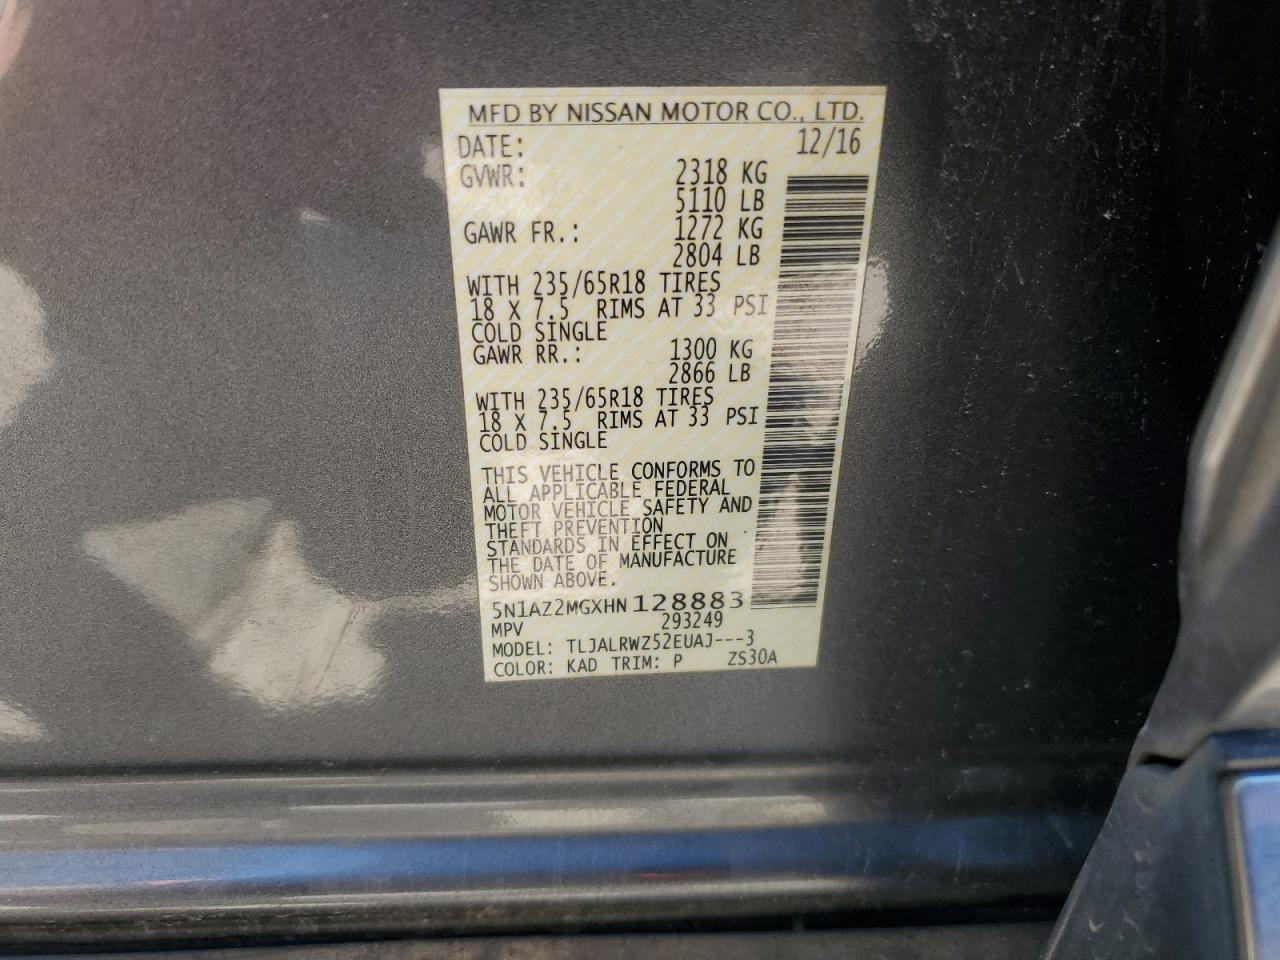 MFD BY NISSAN MOTOR CO., LTD.
DATE: 12/16
GVWR: 2318 KG
5110 LB
GAWR FR.: 1272 KG
2804 LB
WITH 235/65R18 TIRES
18 X 7.5 RIMS AT 33 PSI
COLD SINGLE
GAWR RR.: 1300 KG
2866 LB
WITH 235/65R18 TIRES
18 X 7.5 RIMS AT 33 PSI
COLD SINGLE
THIS VEHICLE CONFORMS TO
ALL APPLICABLE FEDERAL
MOTOR VEHICLE SAFETY AND
THEFT PREVENTION
STANDARDS IN EFFECT ON
THE DATE OF MANUFACTURE
SHOWN ABOVE.
5N1AZ2MGXHN128883
MPV 293249
MODEL: TLJALRWZ52EUAJ---3
COLOR: KAD TRIM: P ZS30A